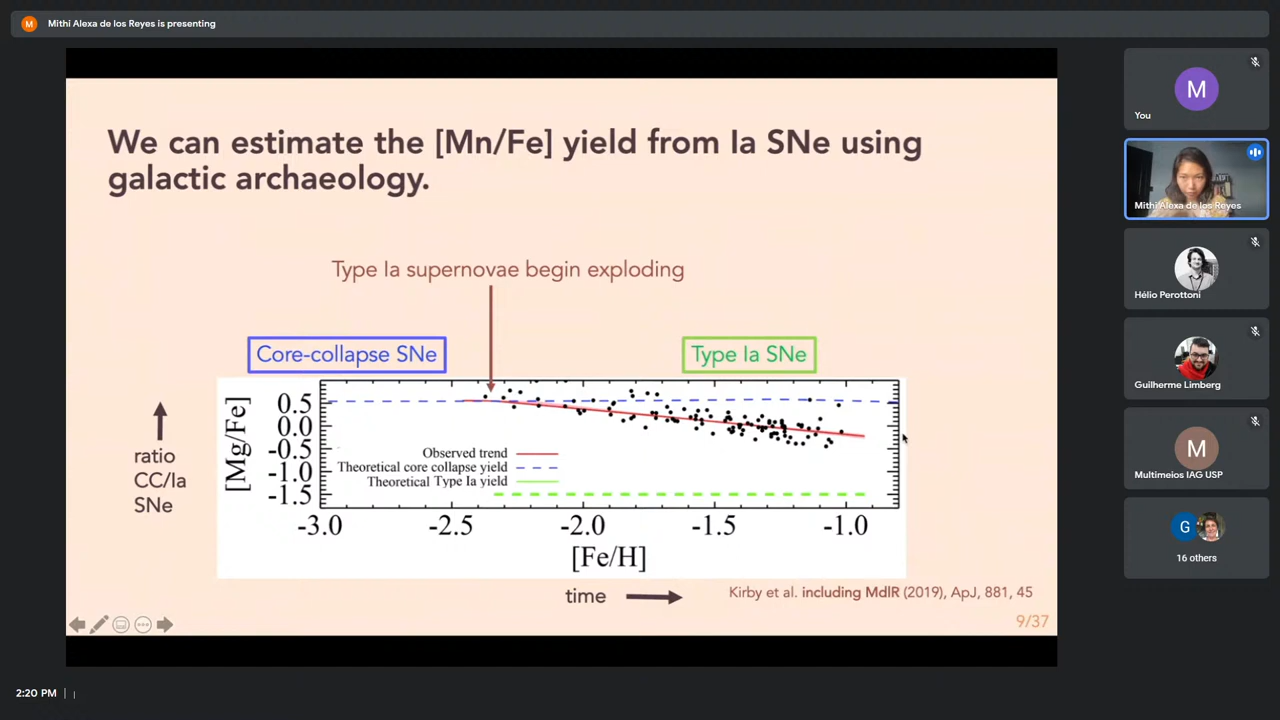 M
Mithi Alexa de los Reyes is presenting
We can estimate the [Mn/Fe] yield from Ia SNe using
galactic archaeology.
Type Ia supernovae begin exploding
Core-collapse SNe
Type Ia SNe
ratio
CC/Ia
SNe
[Mg/Fe]
0.5
0.0
-0.5
-1.0
-1.5
Observed trend
Theoretical core collapse yield
Theoretical Type Ia yield
-3.0 -2.5 -2.0 -1.5 -1.0
[Fe/H]
time
Kirby et al. including MdlR (2019), ApJ, 881, 45
9/37
M
You
Mithi Alexa de los Reyes
Hélio Perottoni
Guilherme Limberg
M
Multimeios IAG USP
G
16 others
2:20 PM